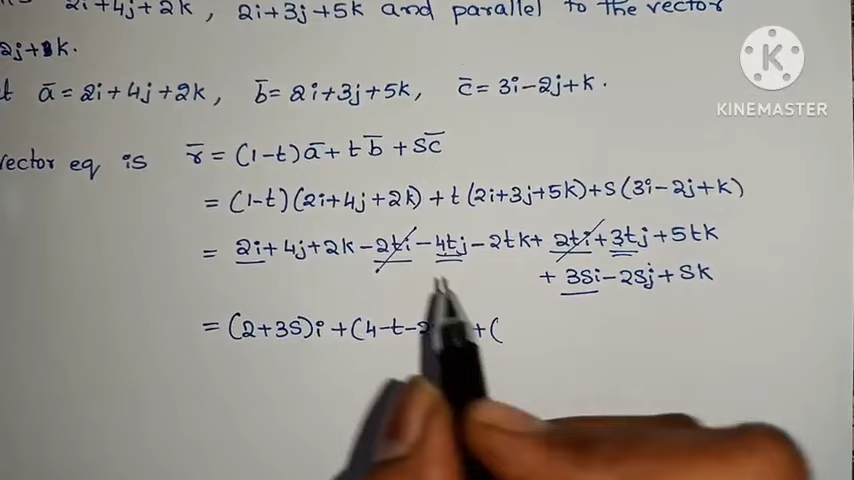 2i+4j+2k, 2i+3j+5k and parallel to the vector
2j+1k.
ā = 2i+4j+2k, b̄ = 2i+3j+5k, c̄ = 3i-2j+k.
vector eq is r̄ = (1-t)ā + t b̄ + sc̄
= (1-t)(2i+4j+2k) + t(2i+3j+5k)+s(3i-2j+k)
= 2i+4j+2k-2ti-4tj-2tk+2ti+3tj+5tk
+3si-2sj+sk
= (2+3s)i+(4-t-2 +(
KINEMASTER